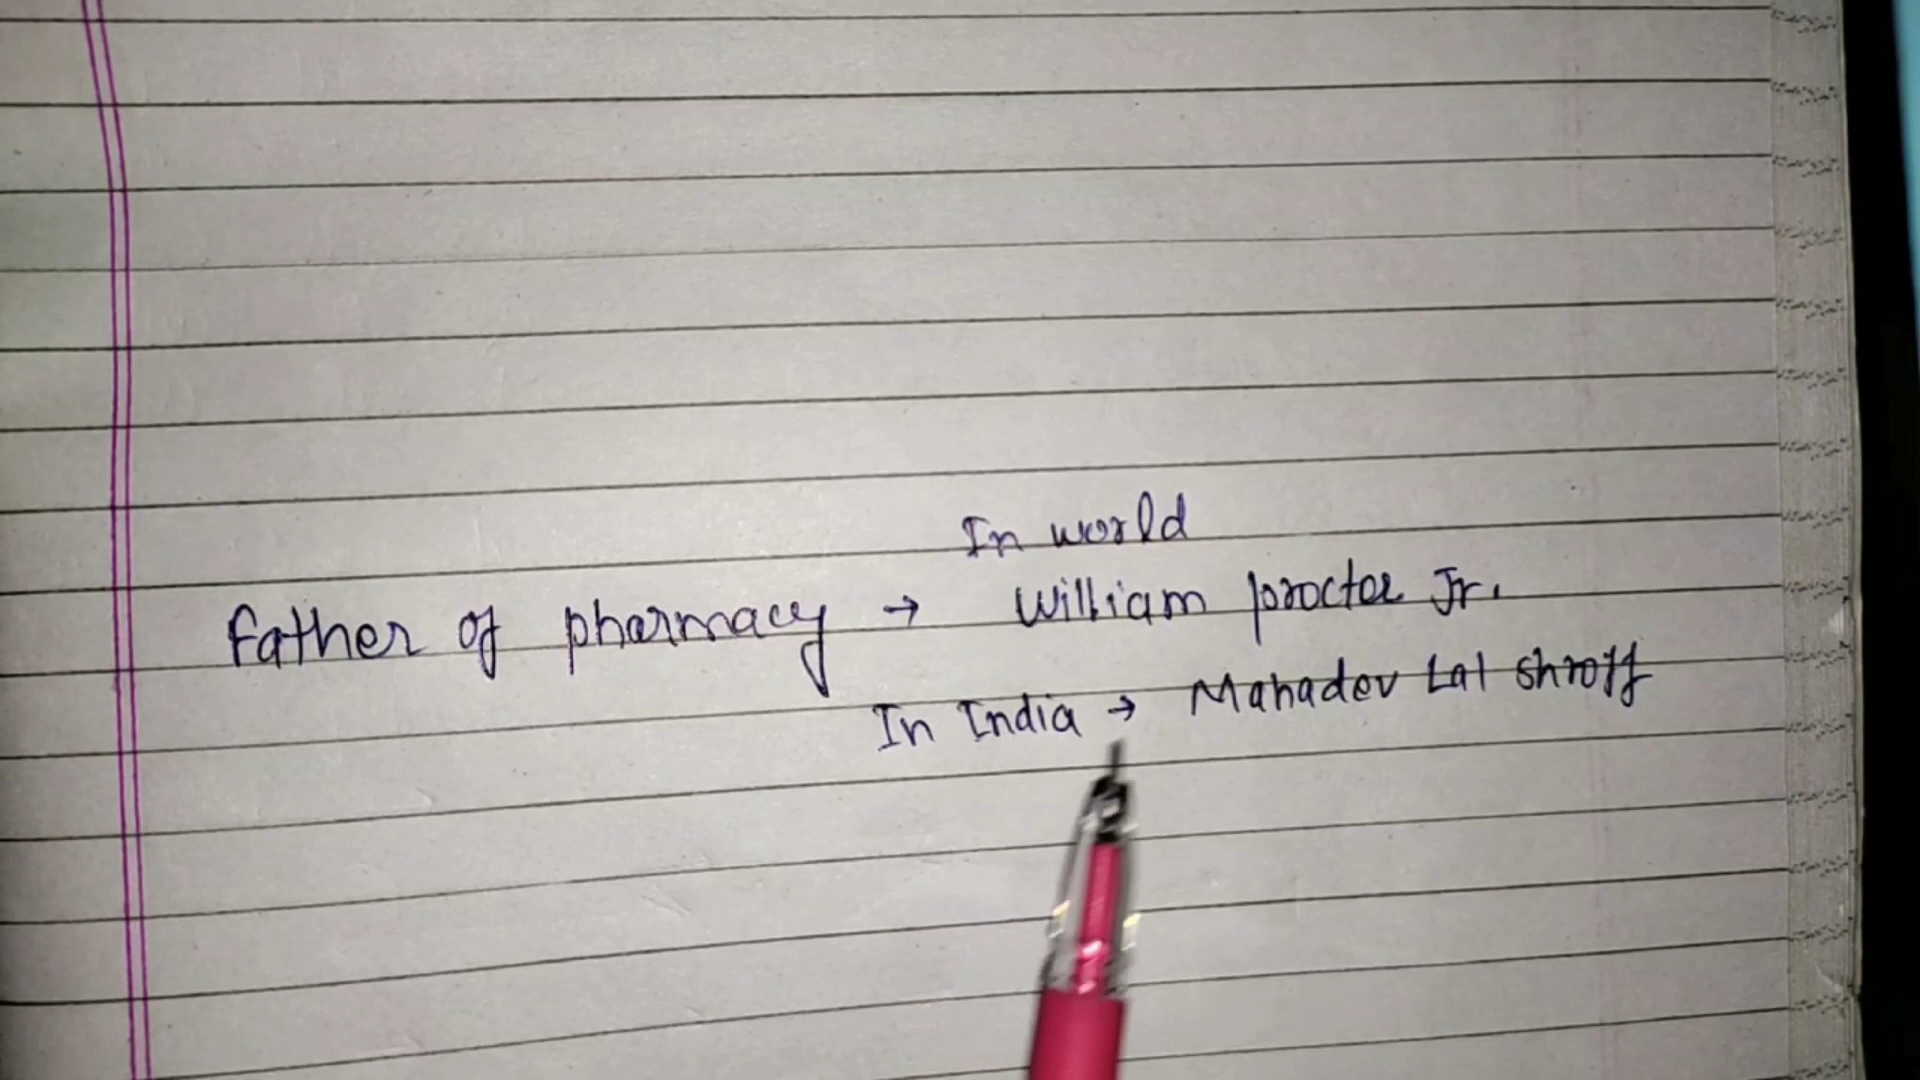 In world
Father of pharmacy → William procter Jr.
In India → Mahadev Lal shroff